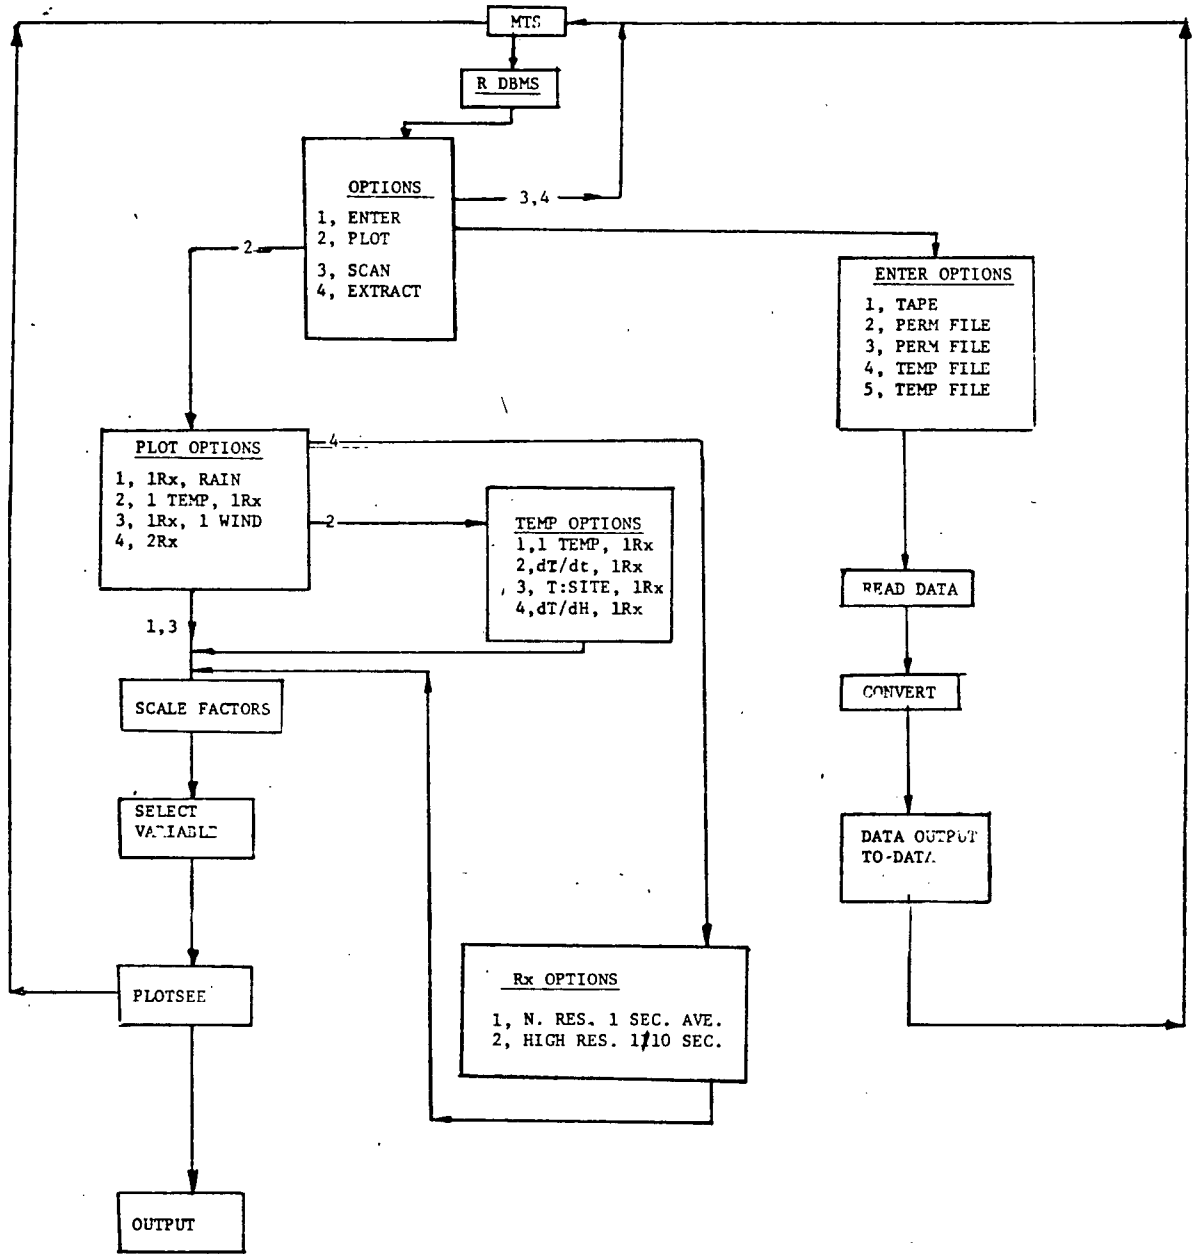 MTS
R DBMS
OPTIONS
1, ENTER
2, PLOT
3, SCAN
4, EXTRACT
3,4
2
ENTER OPTIONS
1, TAPE
2, PERM FILE
3, PERM FILE
4, TEMP FILE
5, TEMP FILE
PLOT OPTIONS
1, 1Rx, RAIN
2, 1 TEMP, 1Rx
3, 1Rx, 1 WIND
4, 2Rx
4
2
1,3
TEMP OPTIONS
1,1 TEMP, 1Rx
2,dT/dt, 1Rx
3, T:SITE, 1Rx
4,dT/dH, 1Rx
READ DATA
CONVERT
DATA OUTPUT
TO-DATA
SCALE FACTORS
SELECT
VARIABLE
PLOTSEE
Rx OPTIONS
1, N. RES. 1 SEC. AVE.
2, HIGH RES. 1/10 SEC.
OUTPUT